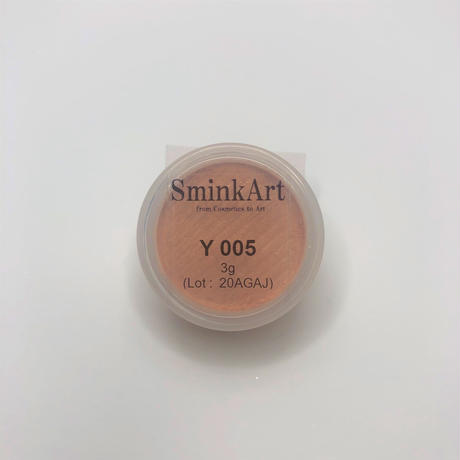 SminkArt
from Cosmetics to Art
Y 005
3g
(Lot : 20AGAJ)